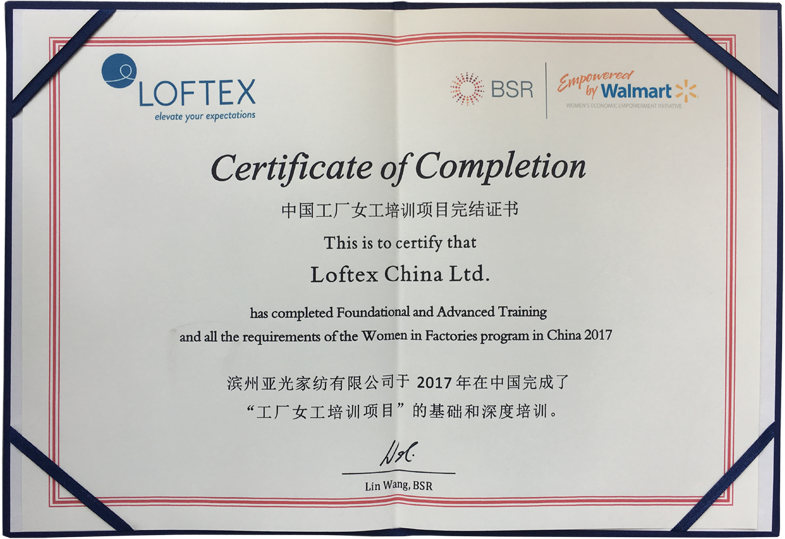 LOFTEX
elevate your expectations
BSR
Empowered
by Walmart
WOMEN'S ECONOMIC EMPOWERMENT INITIATIVE
Certificate of Completion
中国工厂女工培训项目完结证书
This is to certify that
Loftex China Ltd.
has completed Foundational and Advanced Training
and all the requirements of the Women in Factories program in China 2017
滨州亚光家纺有限公司于 2017 年在中国完成了
“工厂女工培训项目”的基础和深度培训。
Lin Wang, BSR